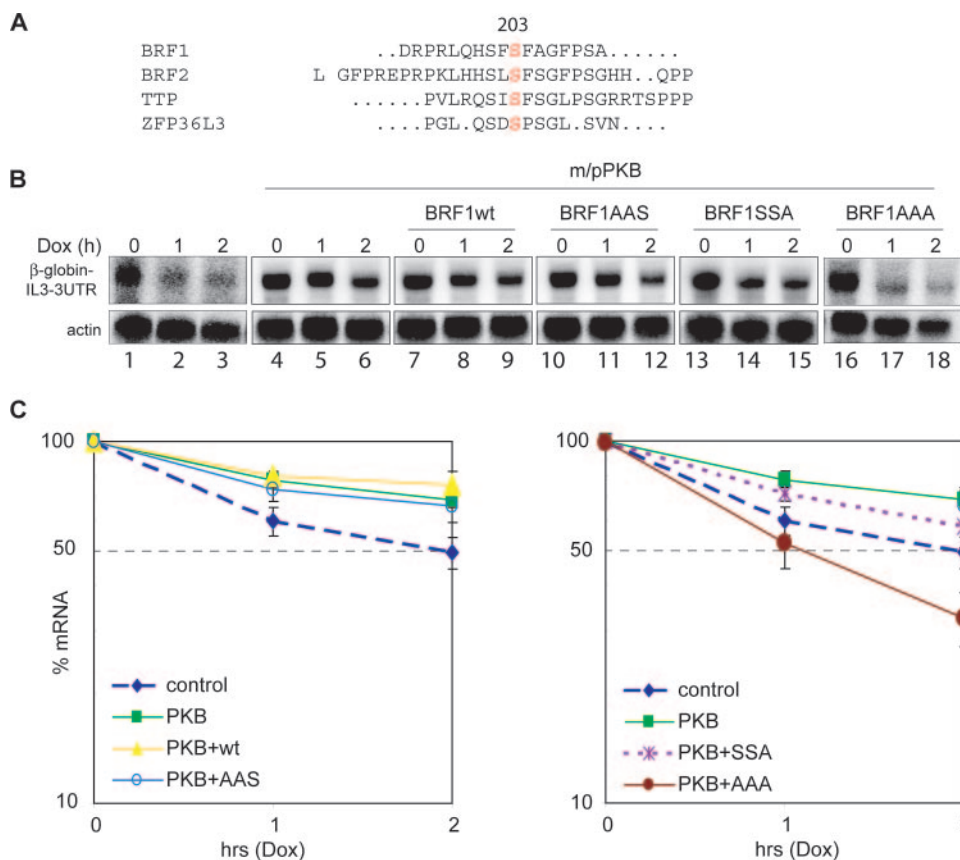 A
203
BRF1 ..DRPRLQHSFSFAGFPSA......
BRF2 L GFPREPRPKLHHSLSFSGFPSGHH..QPP
TTP ......PVLRQSISFSGLPSGRRTSPPP
ZFP36L3 ....PGL.QSDSPSGL.SVN....
B
m/pPKB
BRF1wt BRF1AAS BRF1SSA BRF1AAA
Dox (h) 0 1 2 0 1 2 0 1 2 0 1 2 0 1 2 0 1 2
β-globin-
IL3-3UTR
actin
1 2 3 4 5 6 7 8 9 10 11 12 13 14 15 16 17 18
C
% mRNA
100
50
10
0 1 2
hrs (Dox)
control
PKB
PKB+wt
PKB+AAS
100
50
10
0 1
hrs (Dox)
control
PKB
PKB+SSA
PKB+AAA